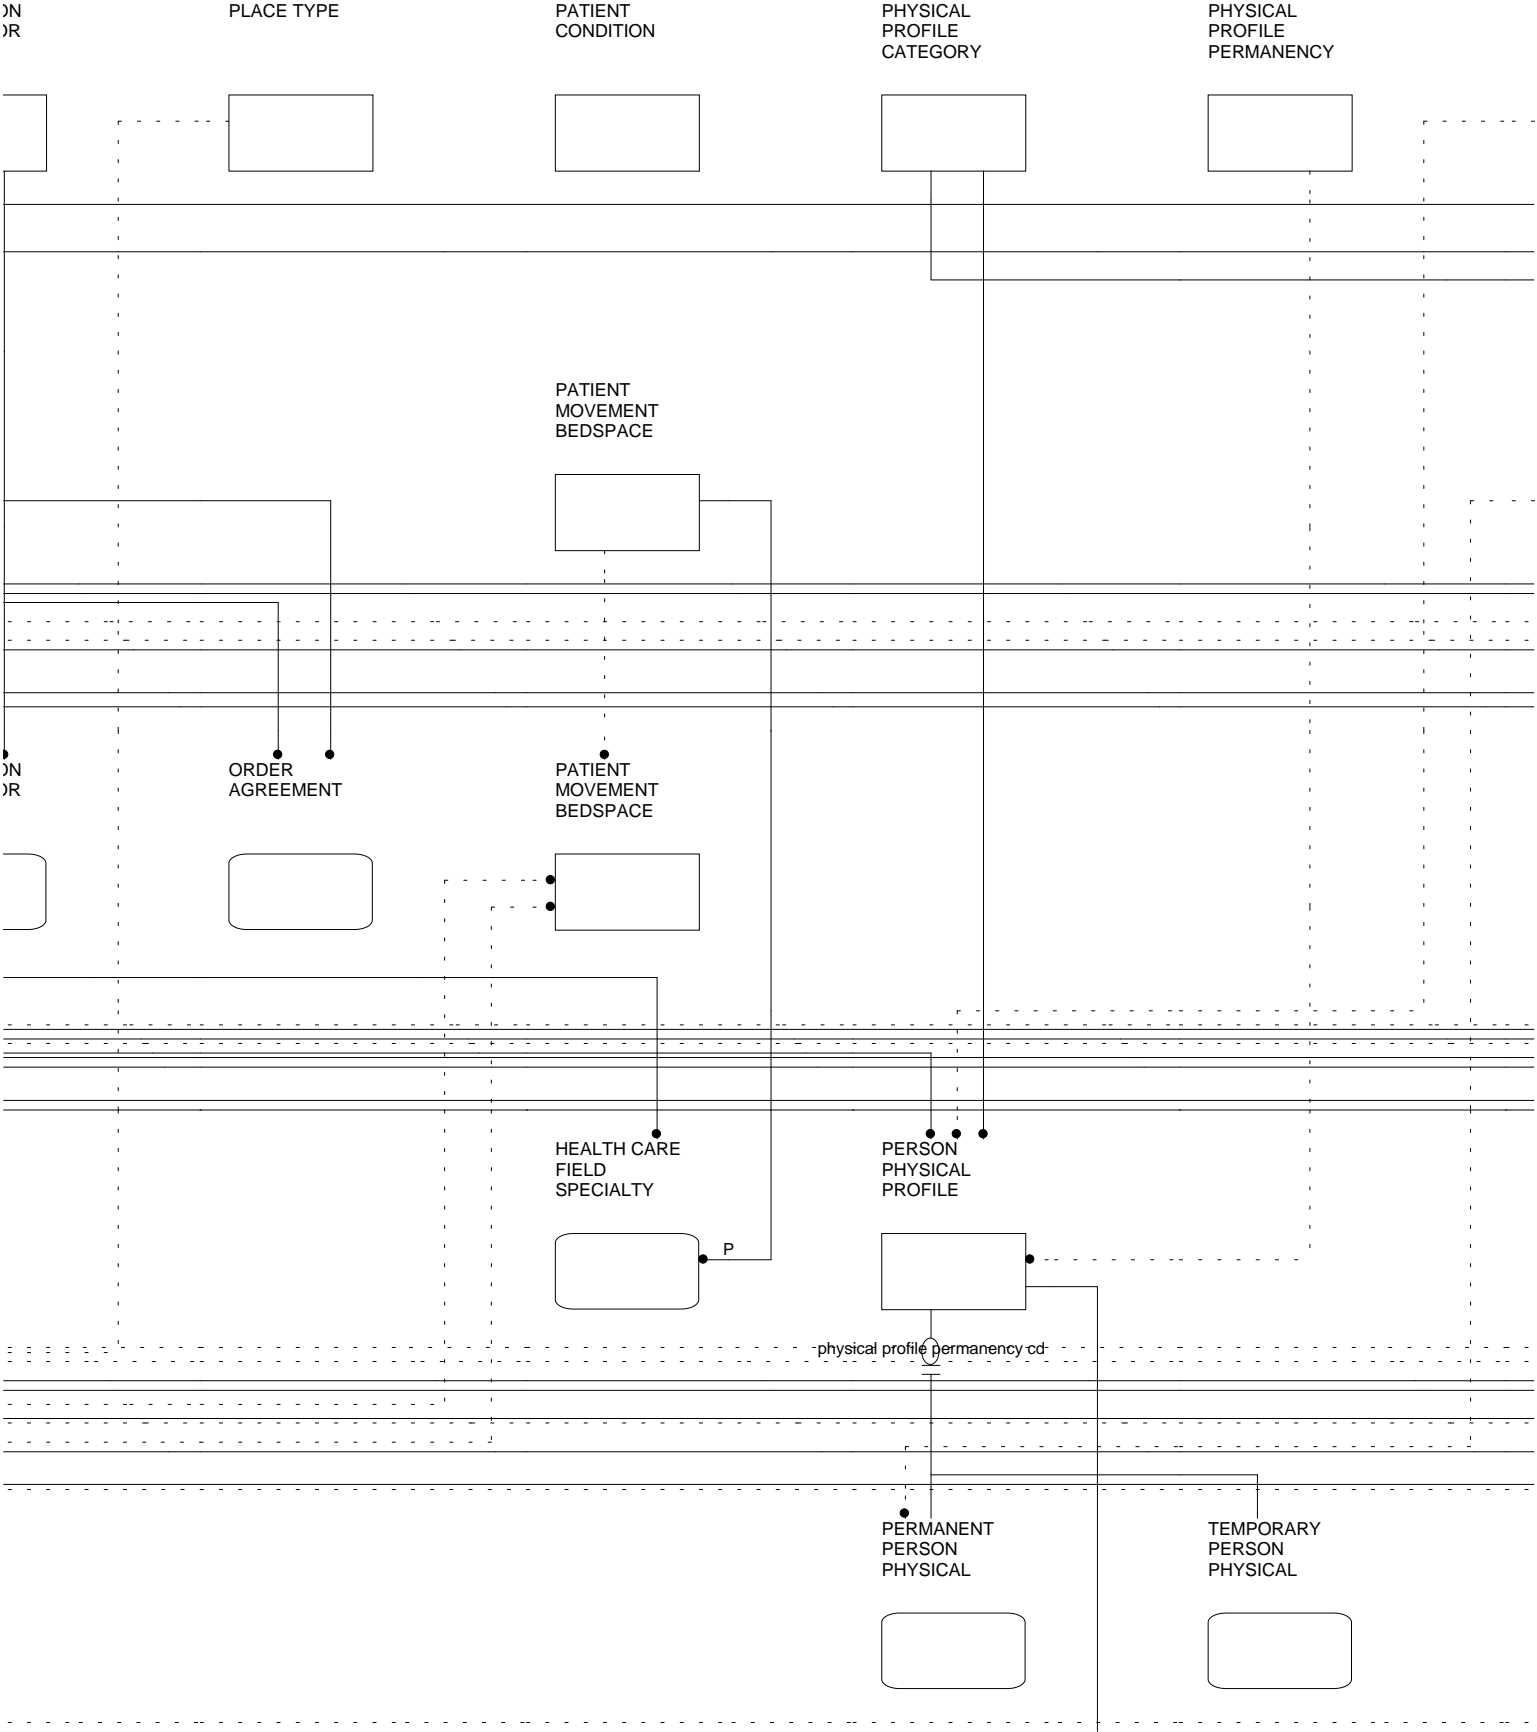 PLACE TYPE
PATIENT
CONDITION
PHYSICAL
PROFILE
CATEGORY
PHYSICAL
PROFILE
PERMANENCY
PATIENT
MOVEMENT
BEDSPACE
ORDER
AGREEMENT
PATIENT
MOVEMENT
BEDSPACE
HEALTH CARE
FIELD
SPECIALTY
P
PERSON
PHYSICAL
PROFILE
physical profile permanency cd
PERMANENT
PERSON
PHYSICAL
TEMPORARY
PERSON
PHYSICAL